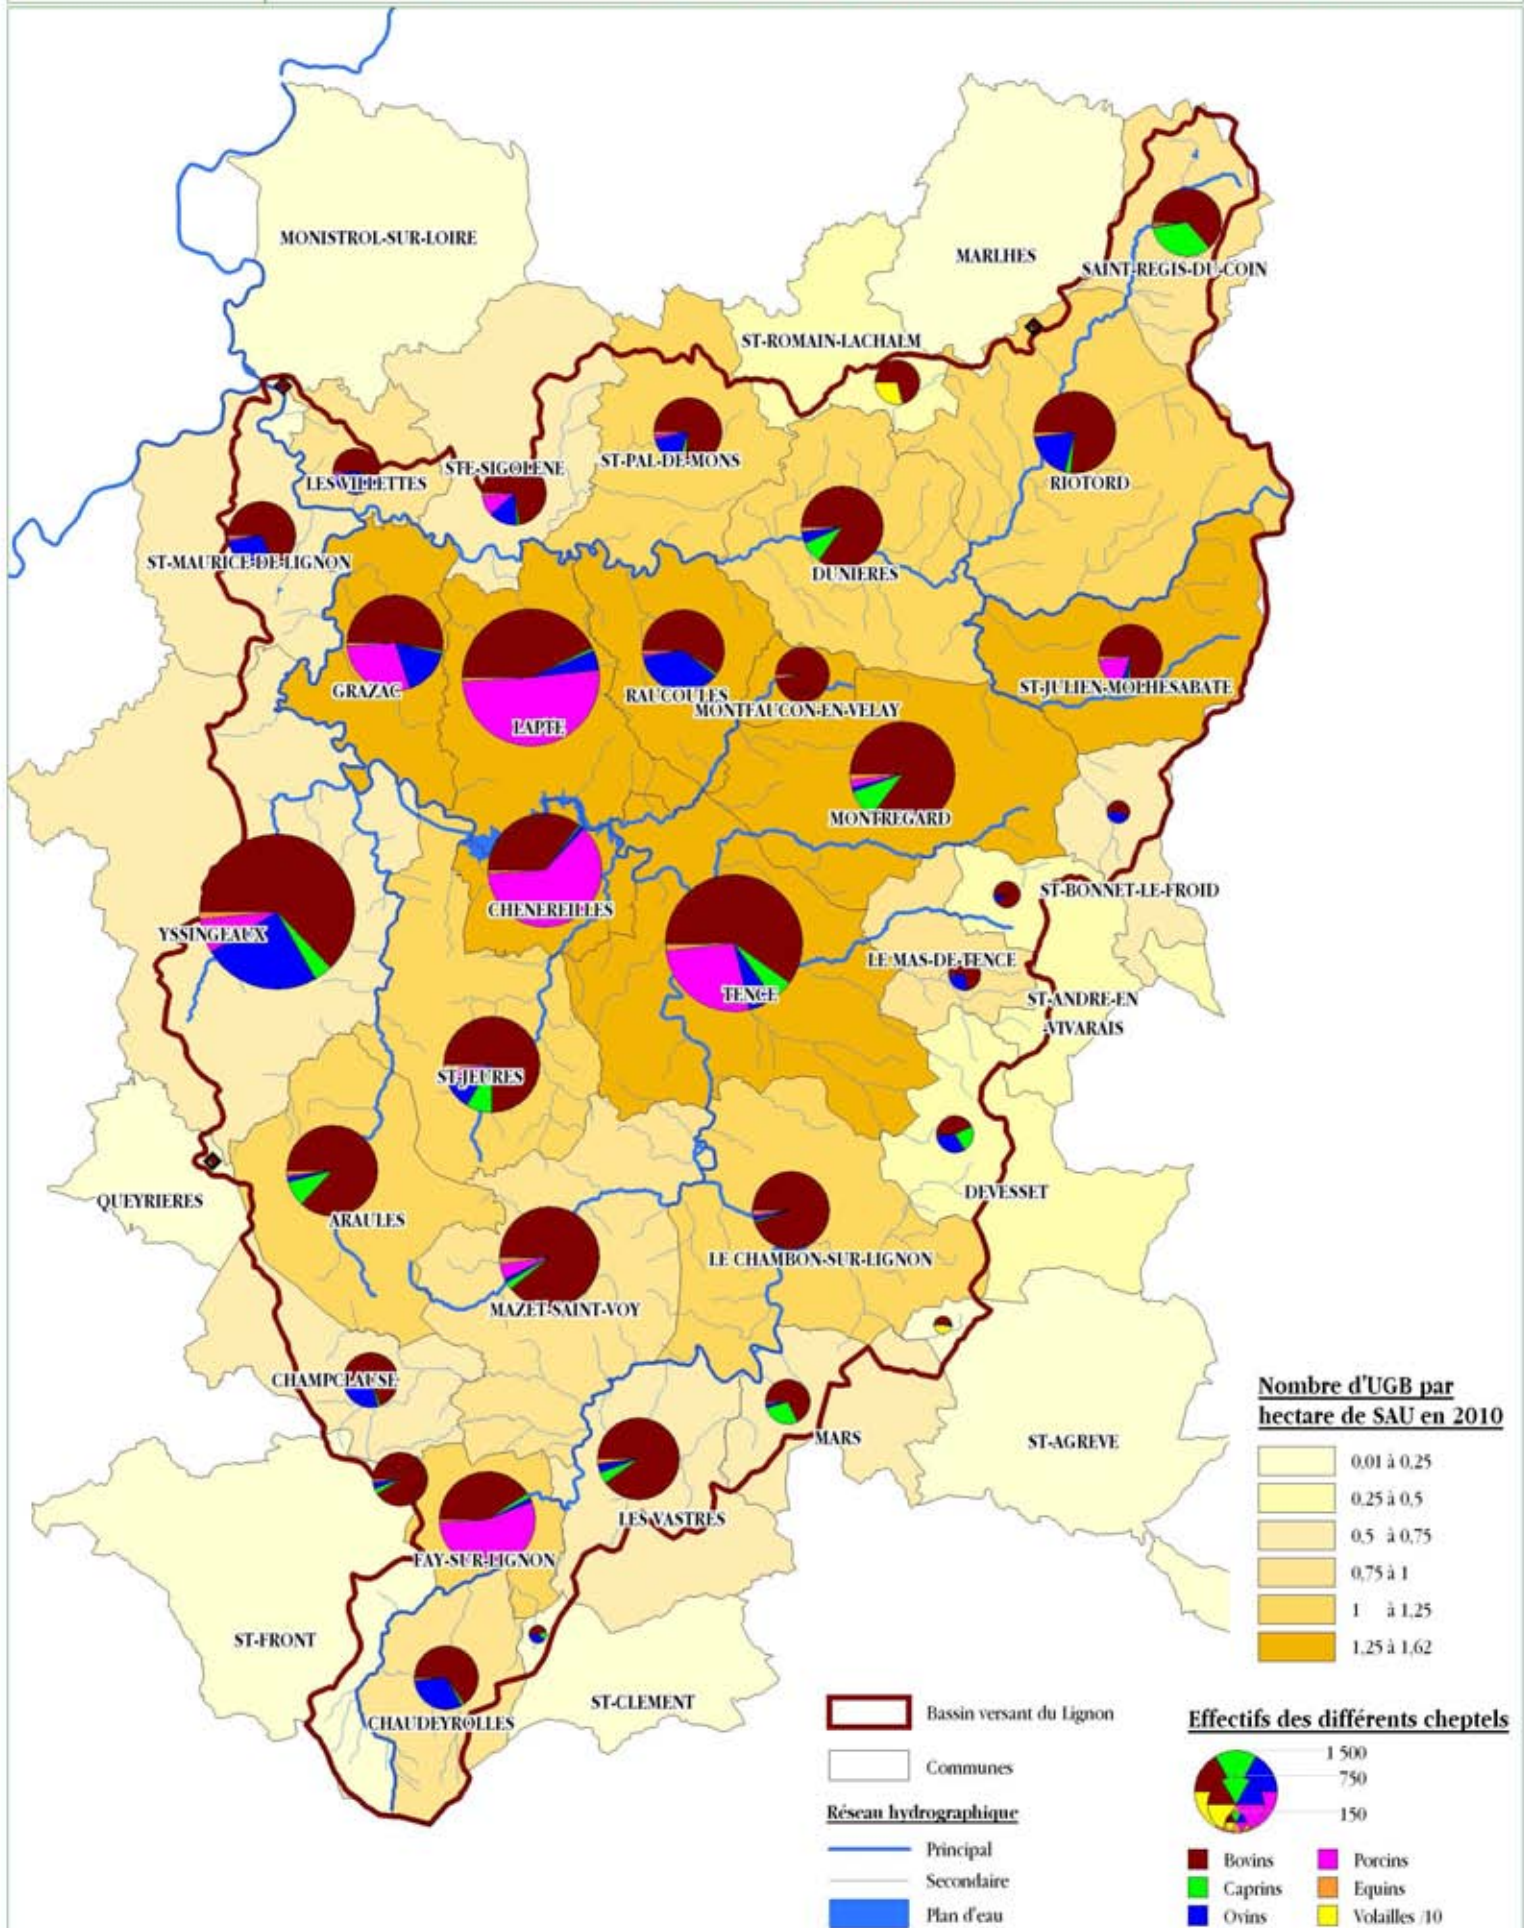 MONISTROL-SUR-LOIRE
MARLHES
SAINT-REGIS-DU-COIN
ST-ROMAIN-LACHALM
ST-PAL-DE-MONS
STE-SIGOLENE
LES VILLETTES
RIOTORD
ST-MAURICE-DE-LIGNON
DUNIERES
GRAZAC
LAPTE
RAUCOULES
MONTFAUCON-EN-VELAY
ST-JULIEN-MOLHESABATE
MONTREGARD
ST-BONNET-LE-FROID
CHENEREILLES
YSSINGEAUX
LE MAS-DE-TENCE
TENCE
ST-ANDRE-EN
-VIVARAIS
ST-JEURES
QUEYRIERES
DEVESSET
ARAULES
LE CHAMBON-SUR-LIGNON
MAZET-SAINT-VOY
CHAMPCLAUSE
MARS
ST-AGREVE
LES VASTRES
FAY-SUR-LIGNON
ST-FRONT
ST-CLEMENT
CHAUDEYROLLES
Nombre d'UGB par
hectare de SAU en 2010
0,01 à 0,25
0,25 à 0,5
0,5 à 0,75
0,75 à 1
1 à 1,25
1,25 à 1,62
Bassin versant du Lignon
Communes
Réseau hydrographique
Principal
Secondaire
Plan d'eau
Effectifs des différents cheptels
1 500
750
150
Bovins
Caprins
Ovins
Porcins
Equins
Volailles /10